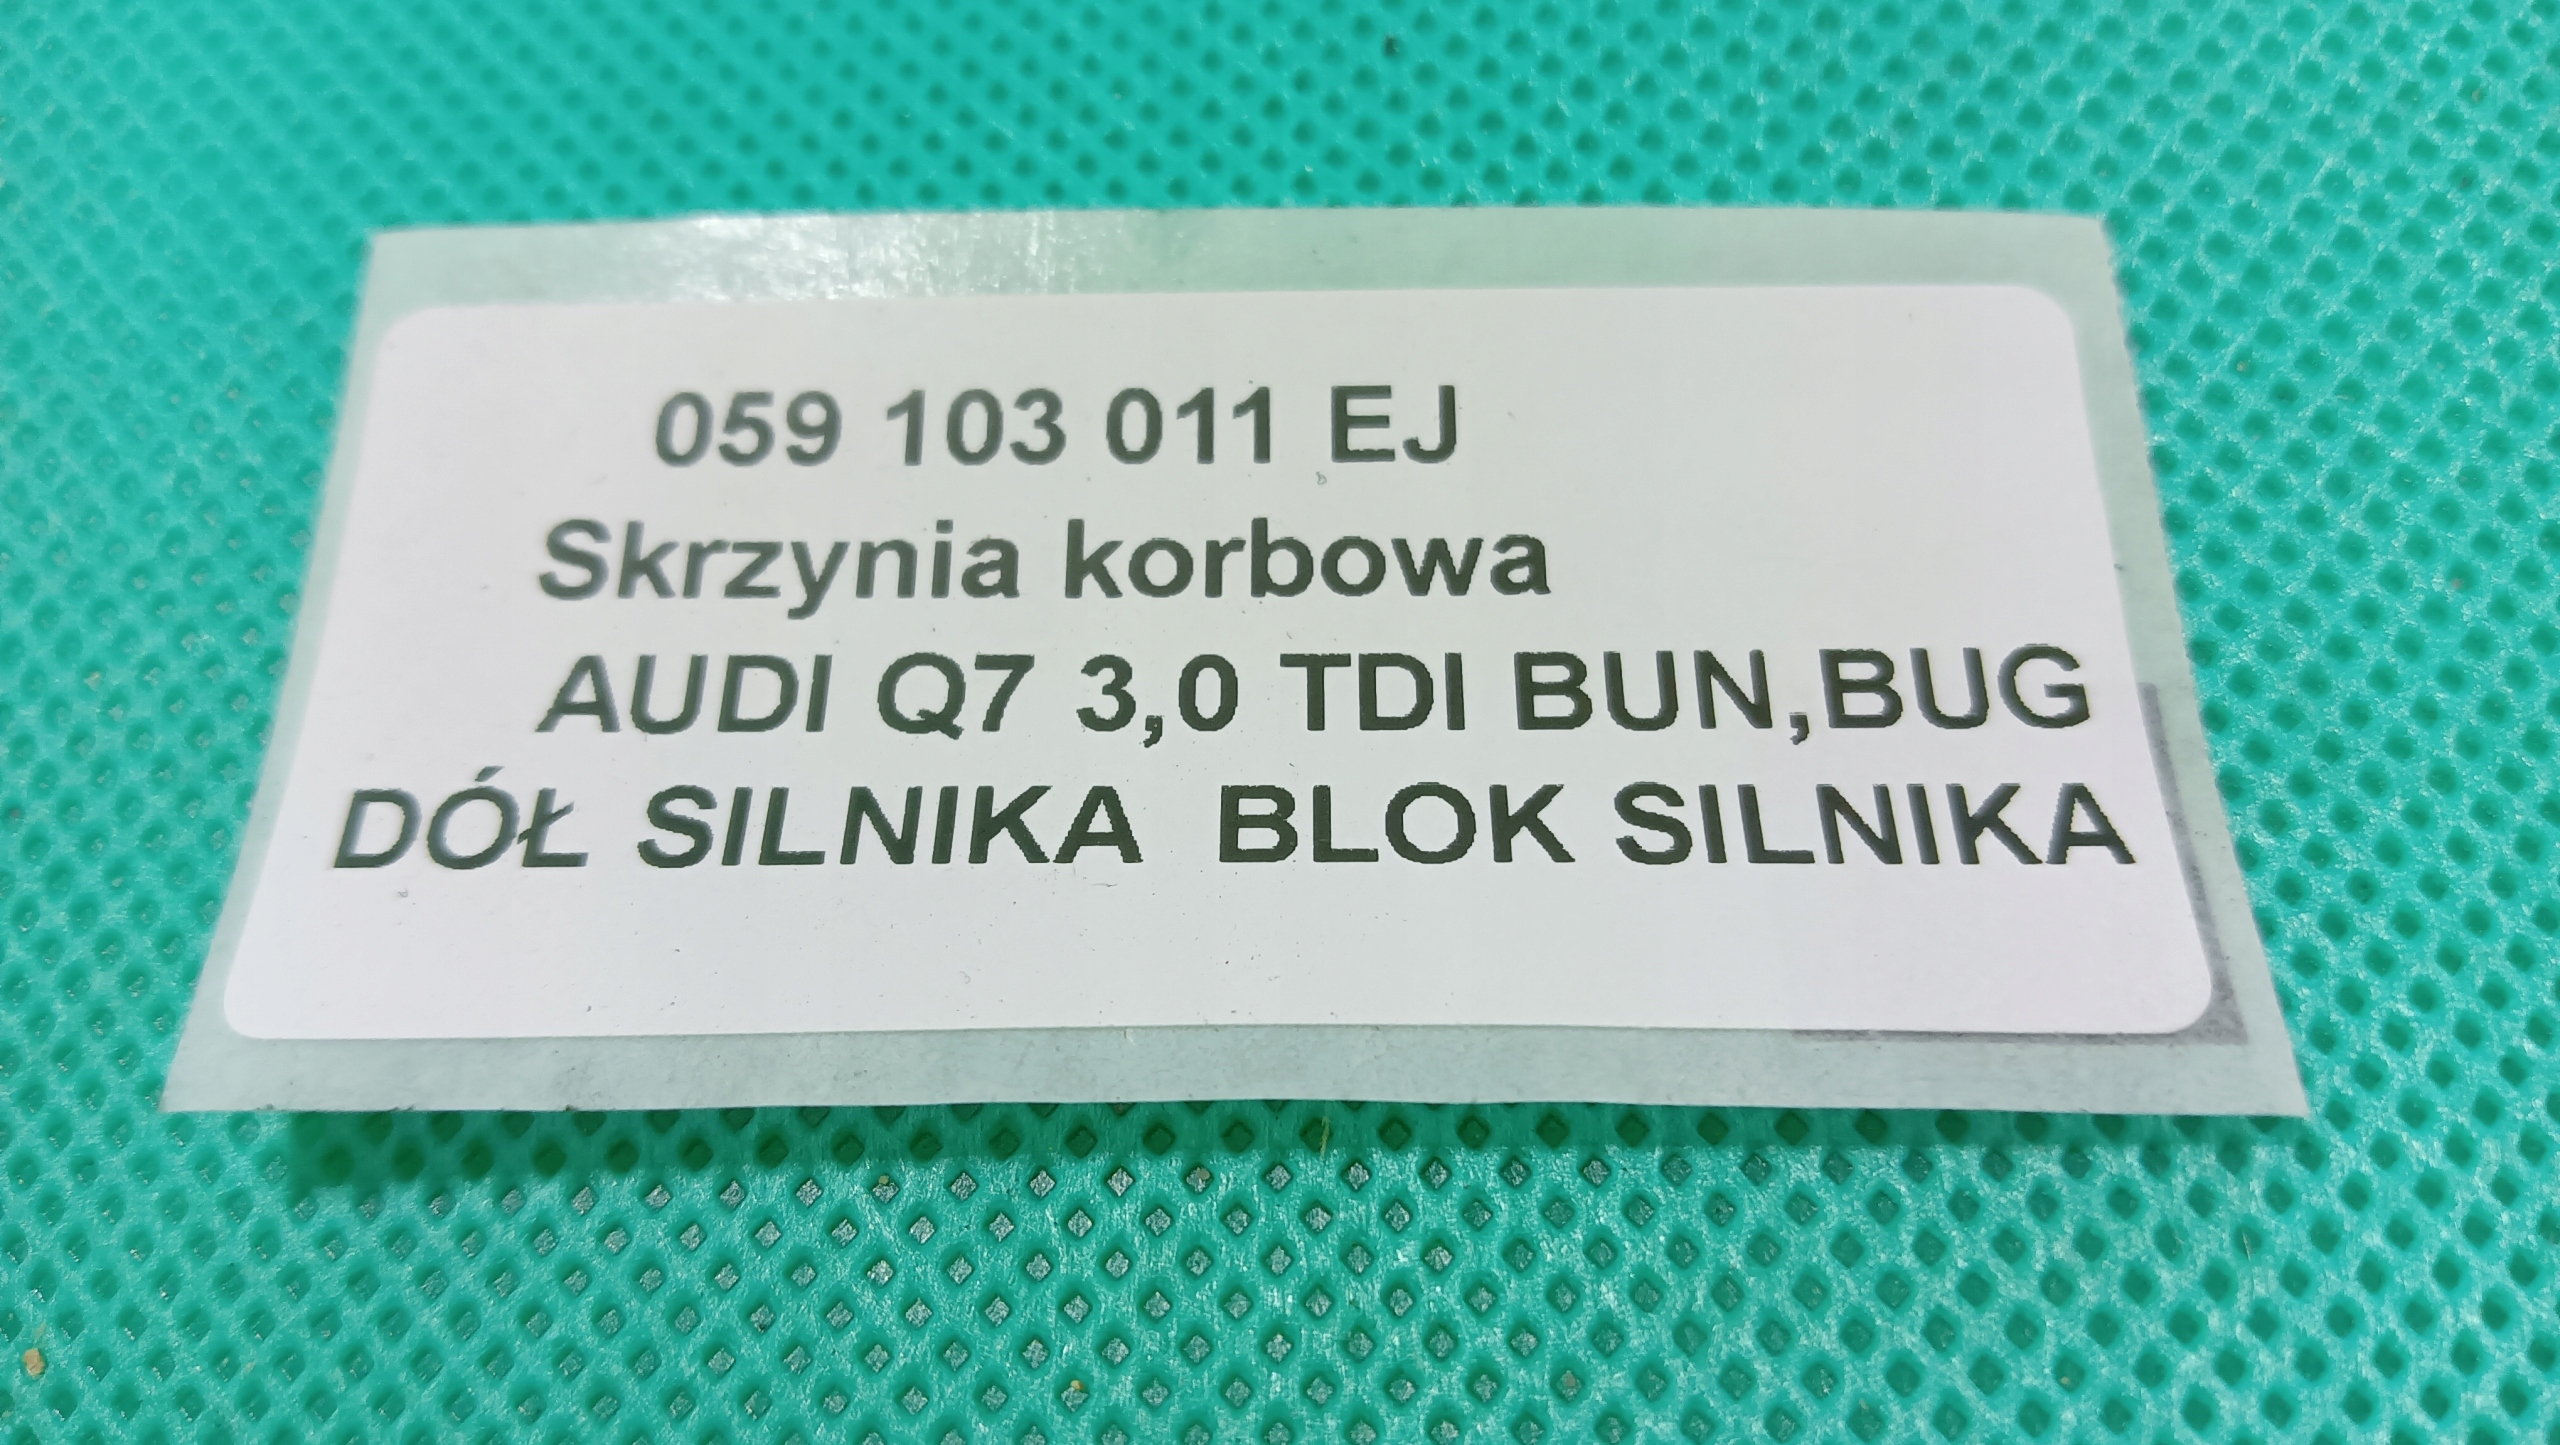 059 103 011 EJ
Skrzynia korbowa
AUDI Q7 3,0 TDI BUN,BUG
DÓŁ SILNIKA BLOK SILNIKA